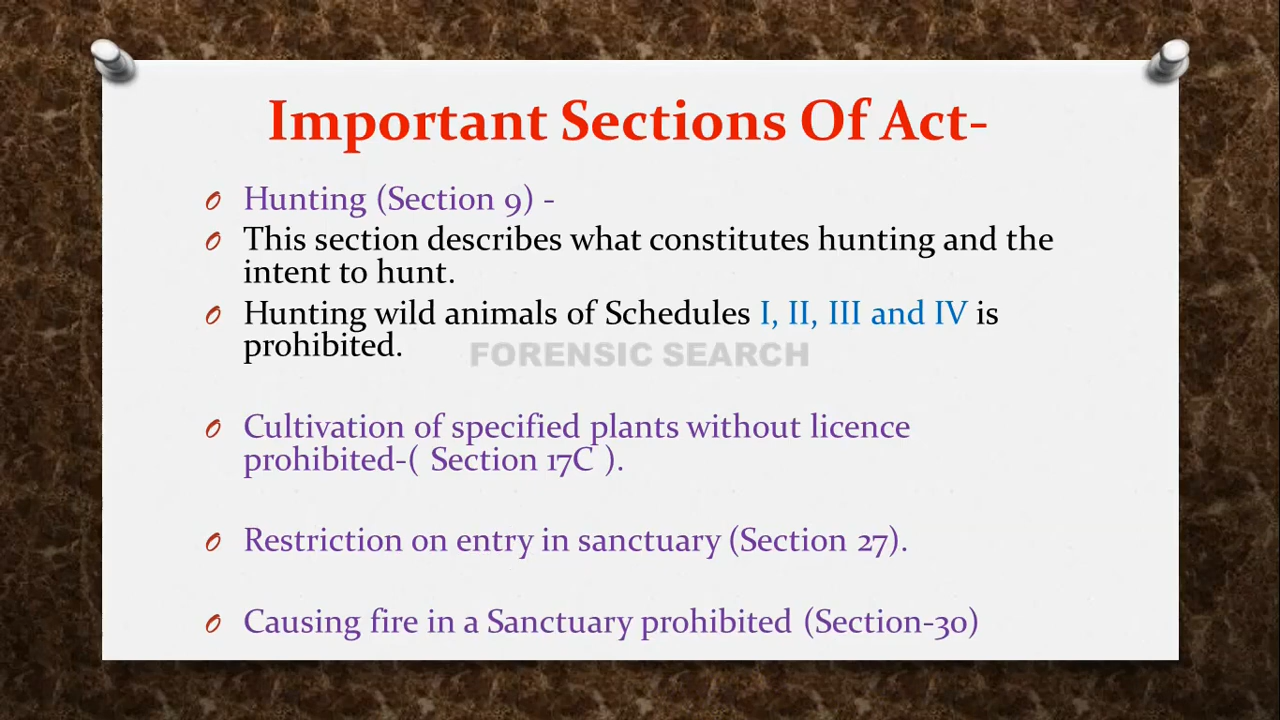 Important Sections Of Act-
Hunting (Section 9) -
This section describes what constitutes hunting and the
intent to hunt.
Hunting wild animals of Schedules I, II, III and IV is
prohibited.
FORENSIC SEARCH
Cultivation of specified plants without licence
prohibited-( Section 17C ).
Restriction on entry in sanctuary (Section 27).
Causing fire in a Sanctuary prohibited (Section-30)